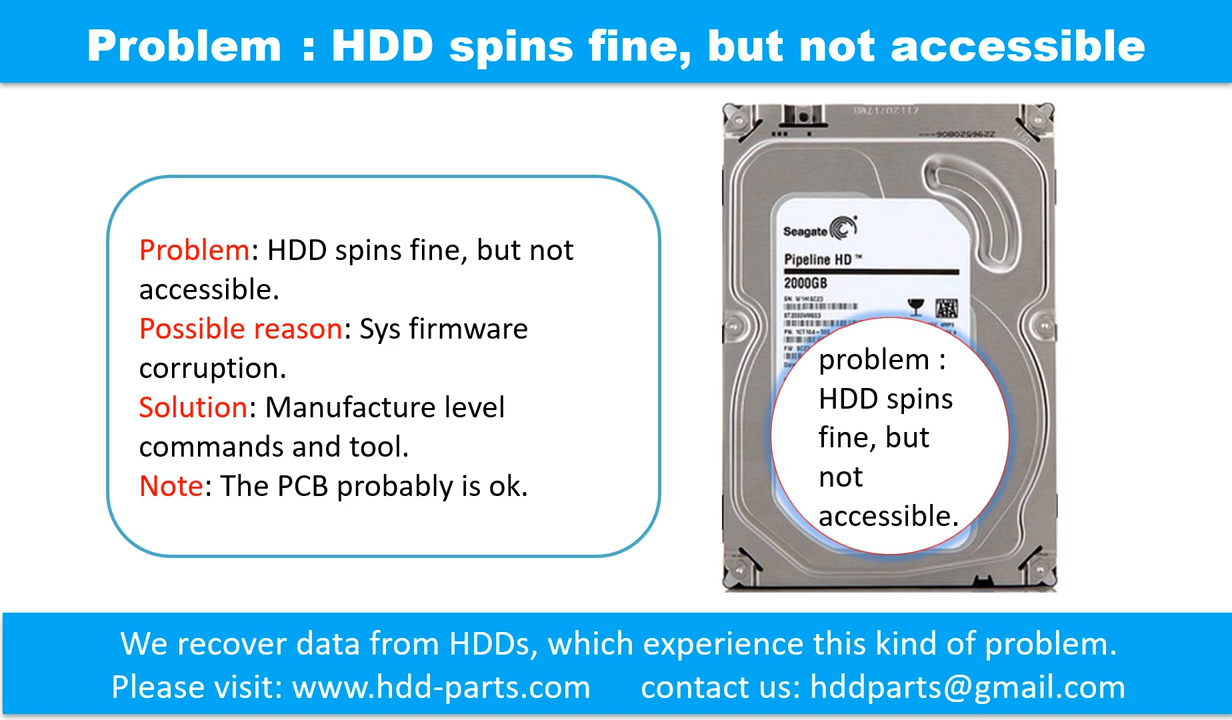 Problem : HDD spins fine, but not accessible
Problem: HDD spins fine, but not
accessible.
Possible reason: Sys firmware
corruption.
Solution: Manufacture level
commands and tool.
Note: The PCB probably is ok.
Seagate
Pipeline HD ™
2000GB
problem :
HDD spins
fine, but
not
accessible.
We recover data from HDDs, which experience this kind of problem.
Please visit: www.hdd-parts.com contact us: hddparts@gmail.com